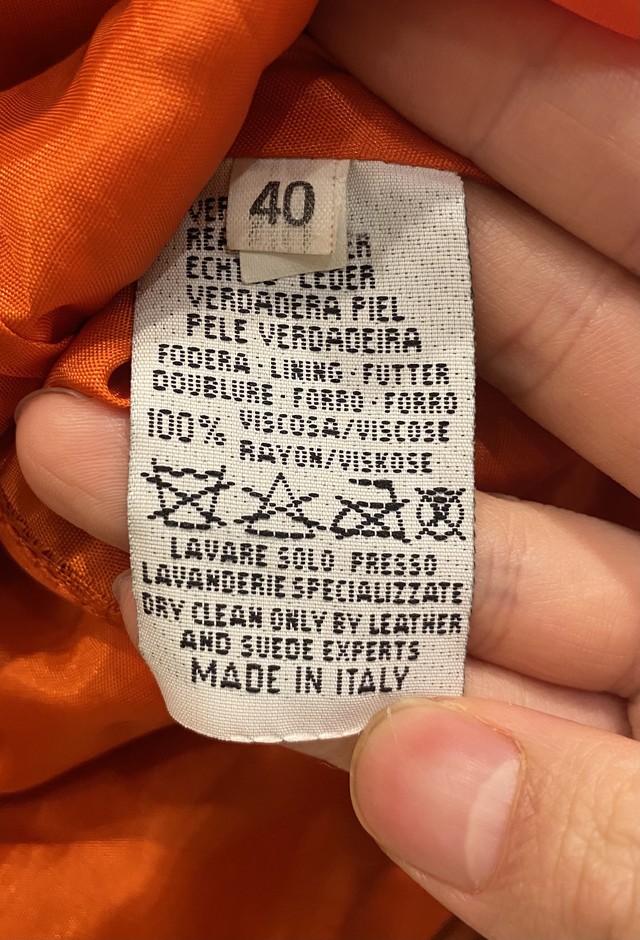 40
ECHTES LEDER
VERDADERA PIEL
PELE VERDADEIRA
FODERA · LINING · FUTTER
DOUBLURE · FORRO · FORRO
100% VISCOSA/VISCOSE
RAYON/VISKOSE
LAVARE SOLO PRESSO
LAVANDERIE SPECIALIZZATE
DRY CLEAN ONLY BY LEATHER
AND SUEDE EXPERTS
MADE IN ITALY